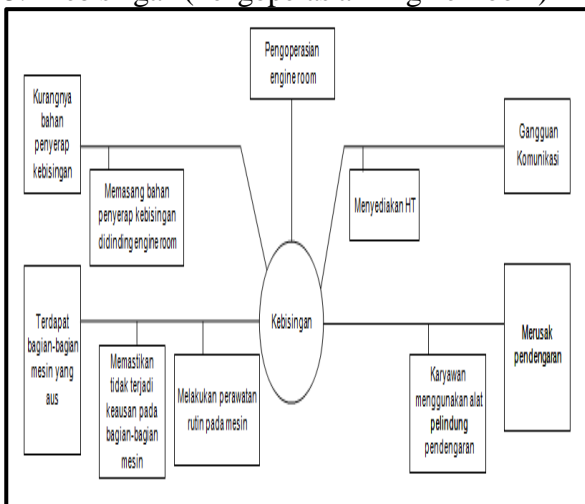 Pengoperasian
engine room
Kurangnya
bahan
penyerap
kebisingan
Gangguan
Komunikasi
Memasang bahan
penyerap kebisingan
didinding engine room
Menyediakan HT
Terdapat
bagian-bagian
mesin yang
aus
Kebisingan
Merusak
pendengaran
Memastikan
tidak terjadi
keausan pada
bagian-bagian
mesin
Melakukan perawatan
rutin pada mesin
Karyawan
menggunakan alat
pelindung
pendengaran